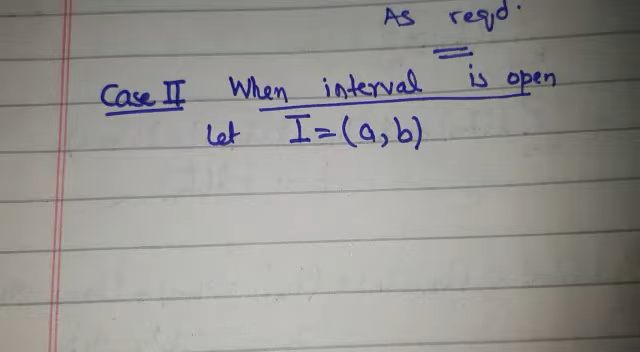 As reqd.
Case II When interval is open
Let I = (a, b)